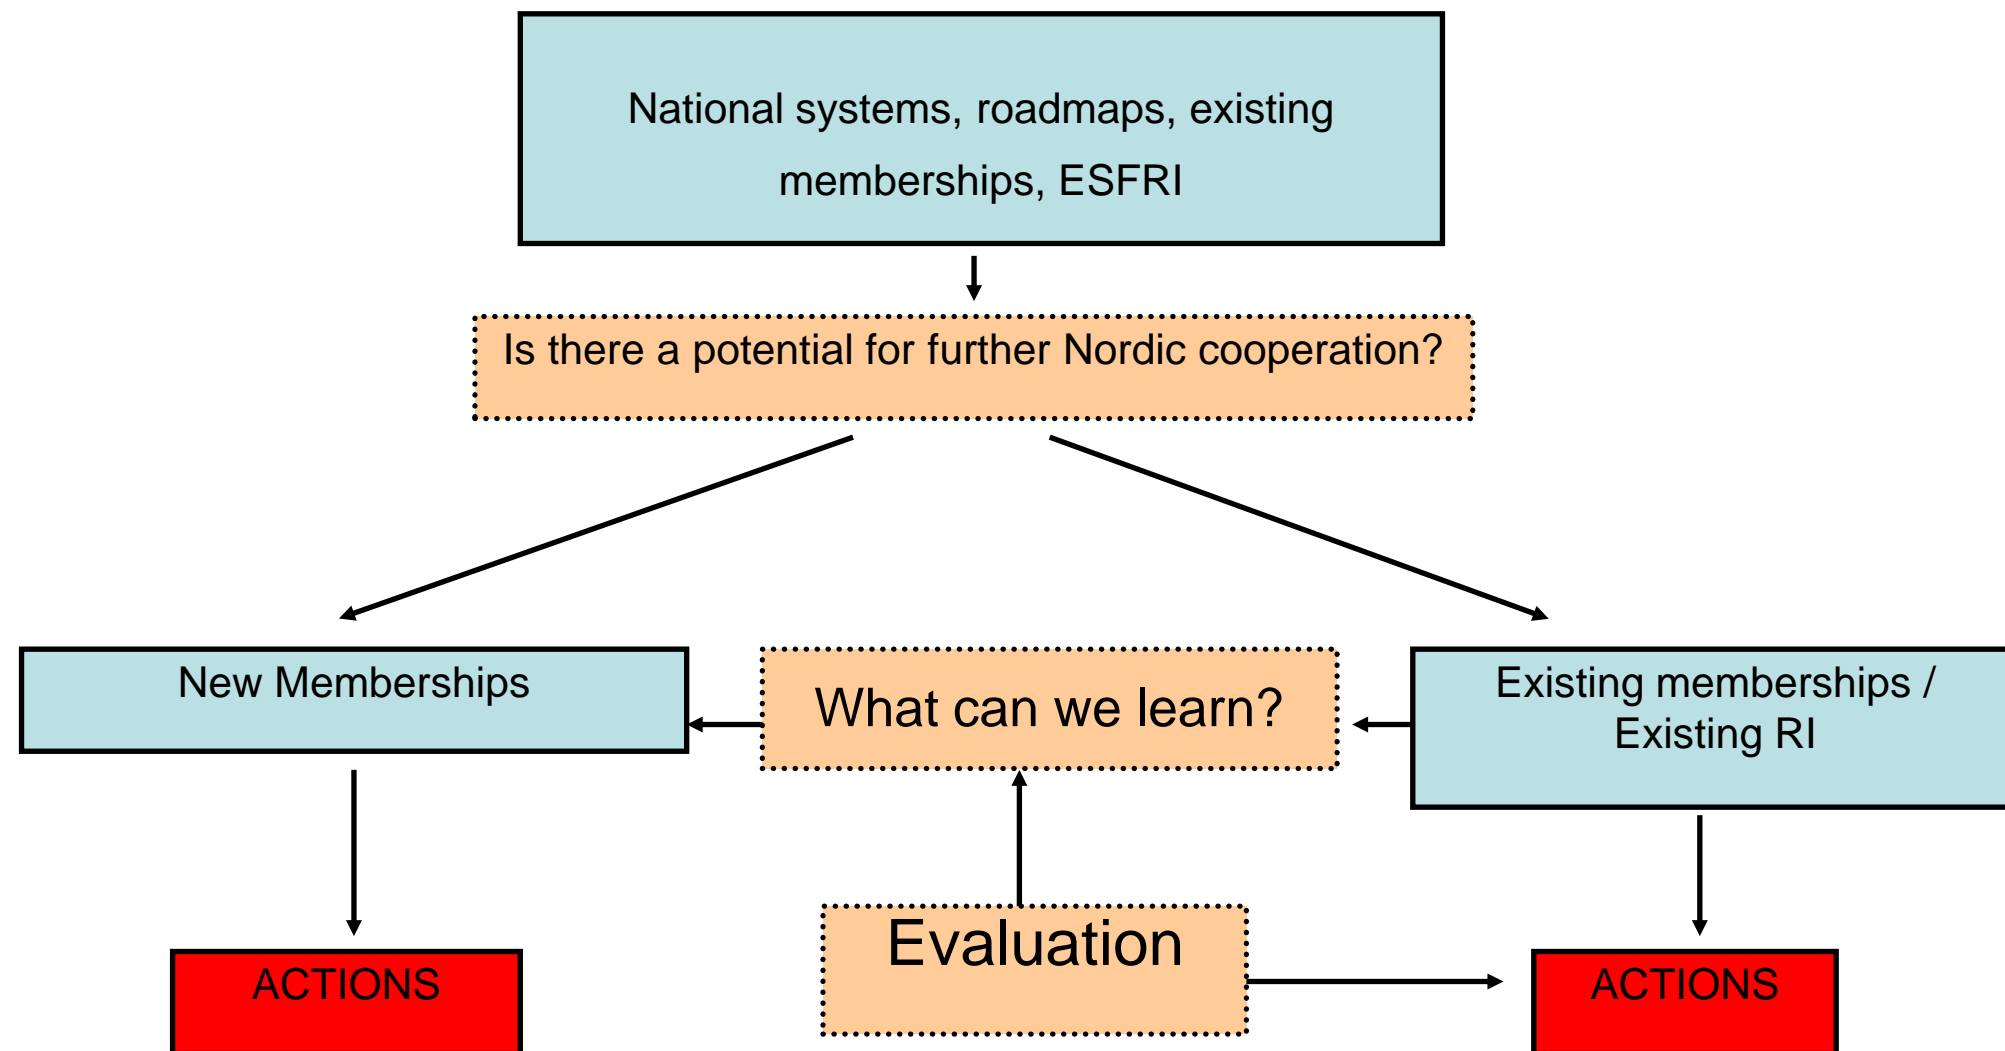 National systems, roadmaps, existing
memberships, ESFRI
Is there a potential for further Nordic cooperation?
New Memberships
What can we learn?
Existing memberships /
Existing RI
Evaluation
ACTIONS
ACTIONS